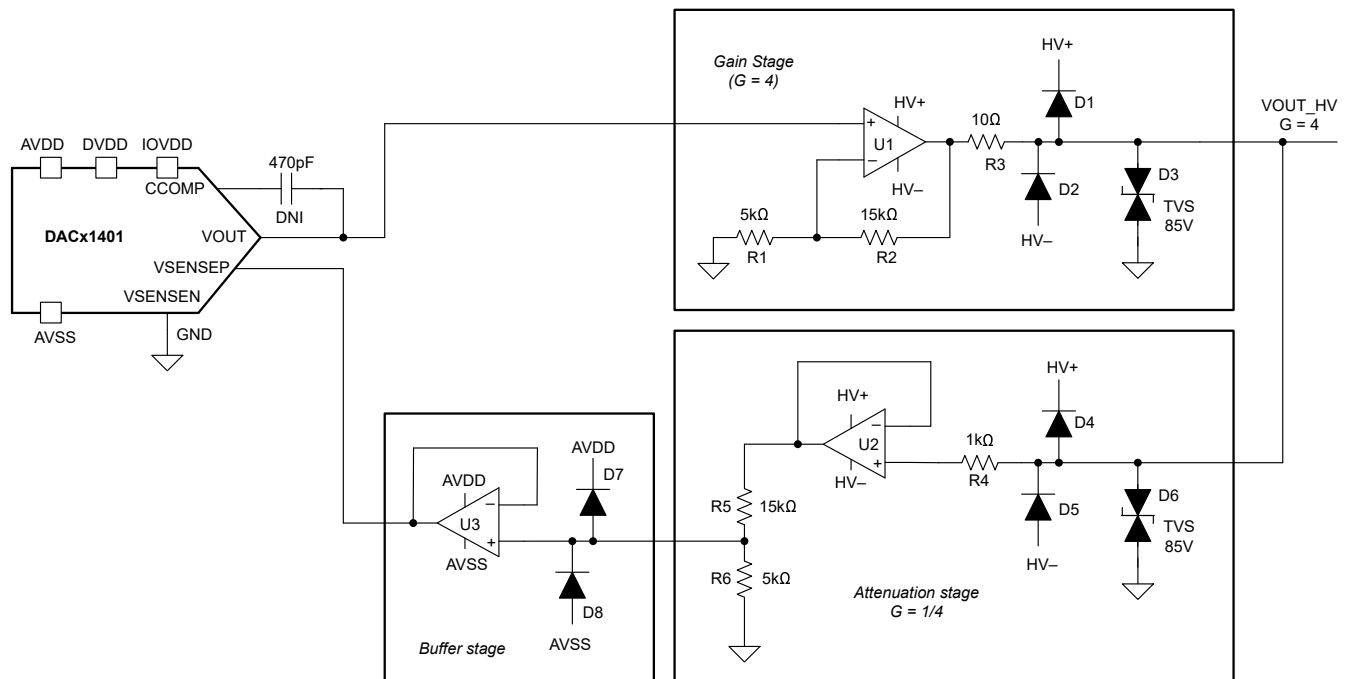 AVDD
DVDD
IOVDD
CCOMP
470pF
DNI
DACx1401
VOUT
VSENSEP
VSENSEN
AVSS
GND
Gain Stage
(G = 4)
HV+
U1
+
−
HV–
5kΩ
R1
15kΩ
R2
10Ω
R3
HV+
D1
D2
HV–
D3
TVS
85V
VOUT_HV
G = 4
HV+
U2
−
+
HV–
1kΩ
R4
HV+
D4
D5
HV–
D6
TVS
85V
R5
15kΩ
R6
5kΩ
Attenuation stage
G = 1/4
AVDD
U3
−
+
AVSS
AVDD
D7
D8
AVSS
Buffer stage